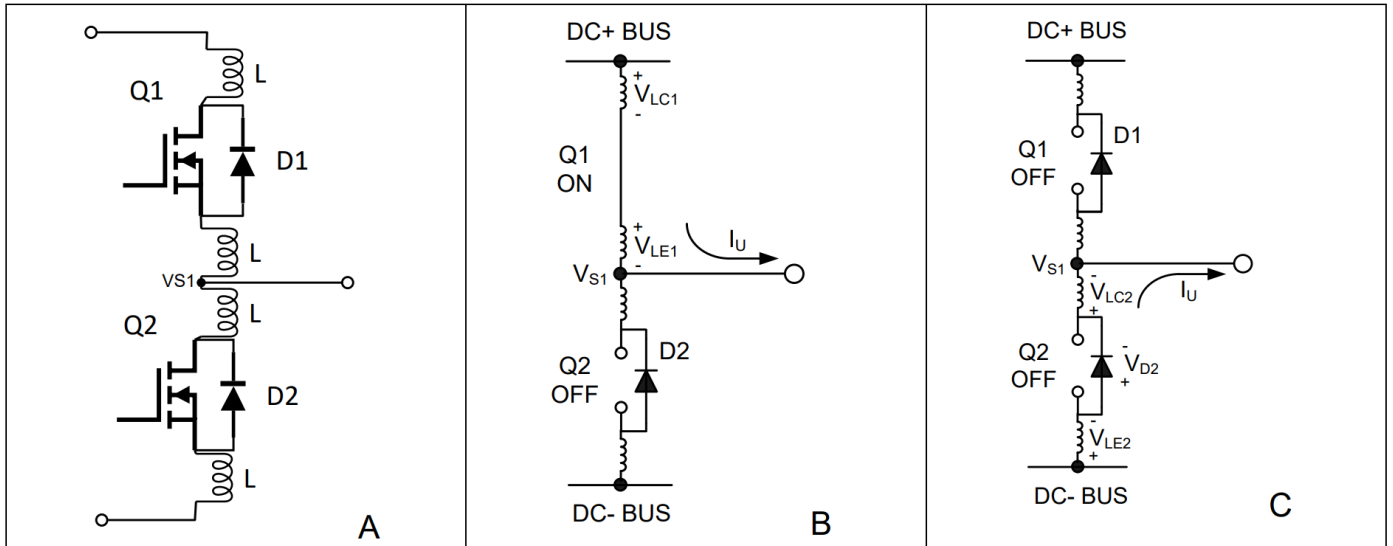 L
Q1
D1
L
VS1
L
Q2
D2
L
A
DC+ BUS
+
VLC1
-
Q1
ON
+
VLE1
-
IU
VS1
D2
Q2
OFF
DC- BUS
B
DC+ BUS
D1
Q1
OFF
VS1
-
VLC2
+
IU
Q2
OFF
-
VD2
+
-
VLE2
+
DC- BUS
C